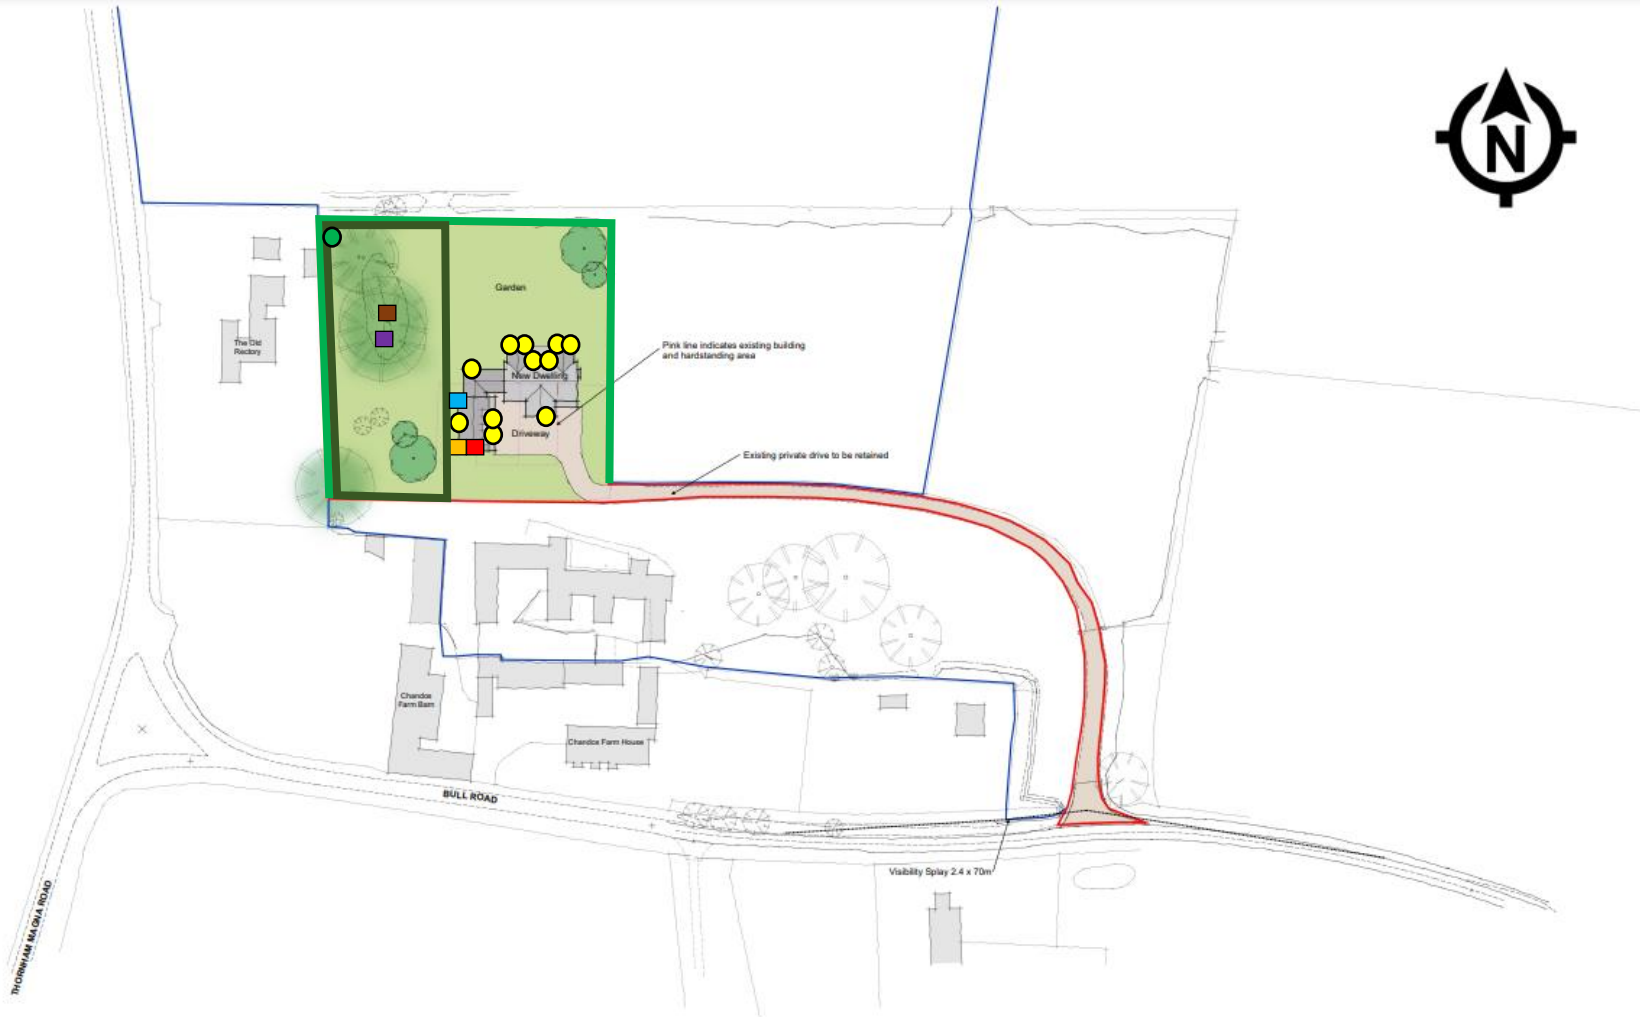 N
Garden
The Old
Rectory
Pink line indicates existing building
and hardstanding area
New Dwelling
Driveway
Existing private drive to be retained
Chandos
Farm Barn
Chandos Farm House
BULL ROAD
Visibility Splay 2.4 x 70m
THORNHAM MAGNA ROAD